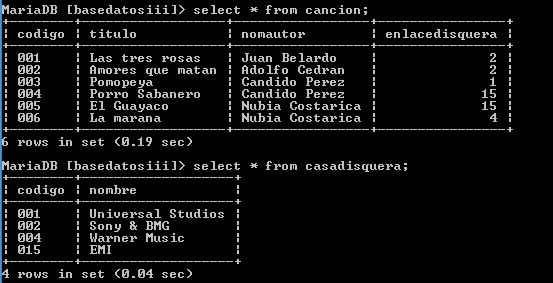 MariaDB [basedatosiii]> select * from cancion;
+--------+-------------------+-----------------+---------------+
| codigo | titulo            | nomautor        | enlacedisquera |
+--------+-------------------+-----------------+---------------+
| 001    | Las tres rosas    | Juan Belardo    |              2 |
| 002    | Amores que matan  | Adolfo Cedran   |              2 |
| 003    | Pomopeya          | Candido Perez   |              1 |
| 004    | Porro Sabanero    | Candido Perez   |             15 |
| 005    | El Guayaco        | Nubia Costarica |             15 |
| 006    | La marana         | Nubia Costarica |              4 |
+--------+-------------------+-----------------+---------------+
6 rows in set (0.19 sec)
MariaDB [basedatosiii]> select * from casadisquera;
+--------+-------------------+
| codigo | nombre            |
+--------+-------------------+
| 001    | Universal Studios |
| 002    | Sony & BMG        |
| 004    | Warner Music      |
| 015    | EMI               |
+--------+-------------------+
4 rows in set (0.04 sec)